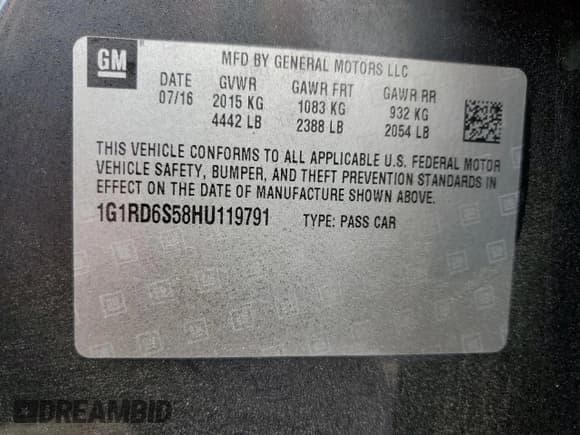 GM
MFD BY GENERAL MOTORS LLC
DATE GVWR GAWR FRT GAWR RR
07/16 2015 KG 1083 KG 932 KG
4442 LB 2388 LB 2054 LB
THIS VEHICLE CONFORMS TO ALL APPLICABLE U.S. FEDERAL MOTOR
VEHICLE SAFETY, BUMPER, AND THEFT PREVENTION STANDARDS IN
EFFECT ON THE DATE OF MANUFACTURE SHOWN ABOVE.
1G1RD6S58HU119791 TYPE: PASS CAR
DREAMBID